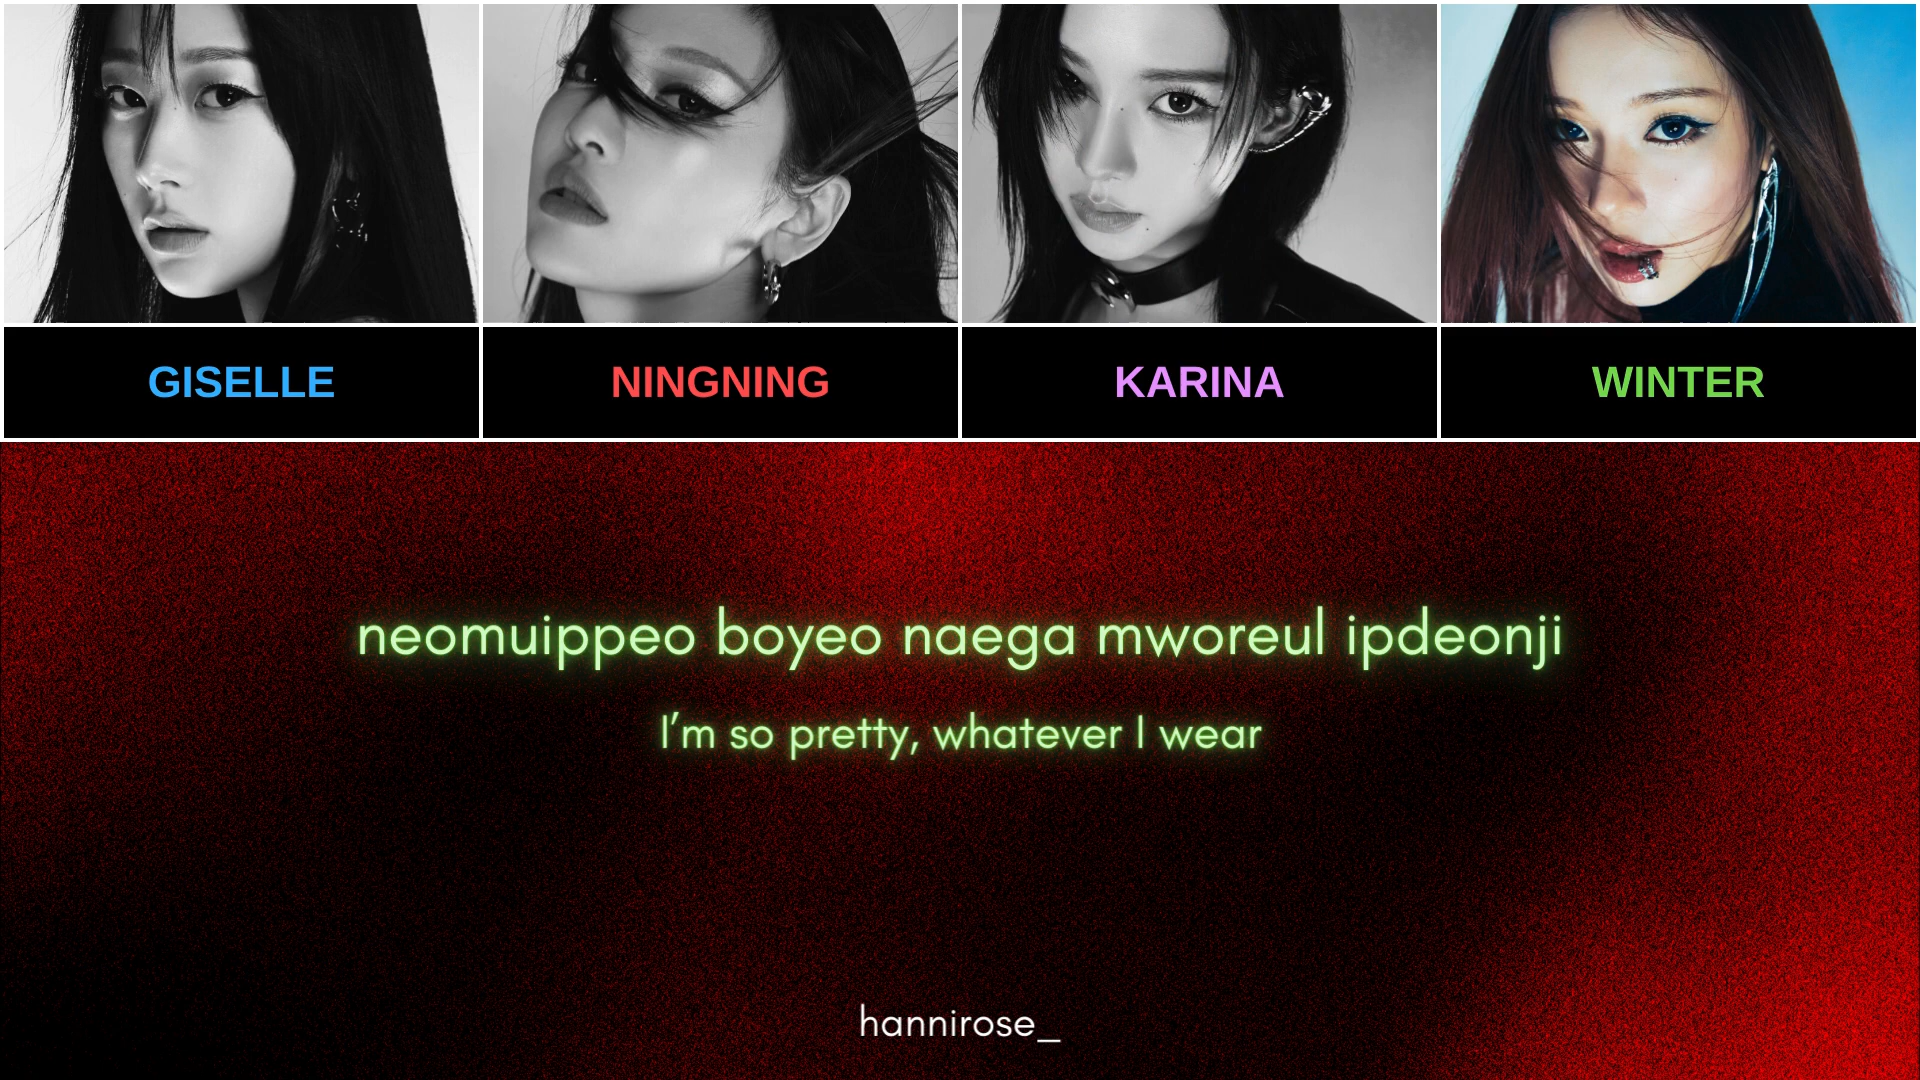 GISELLE
NINGNING
KARINA
WINTER
neomuippeo boyeo naega mworeul ipdeonji
I'm so pretty, whatever I wear
hannirose_